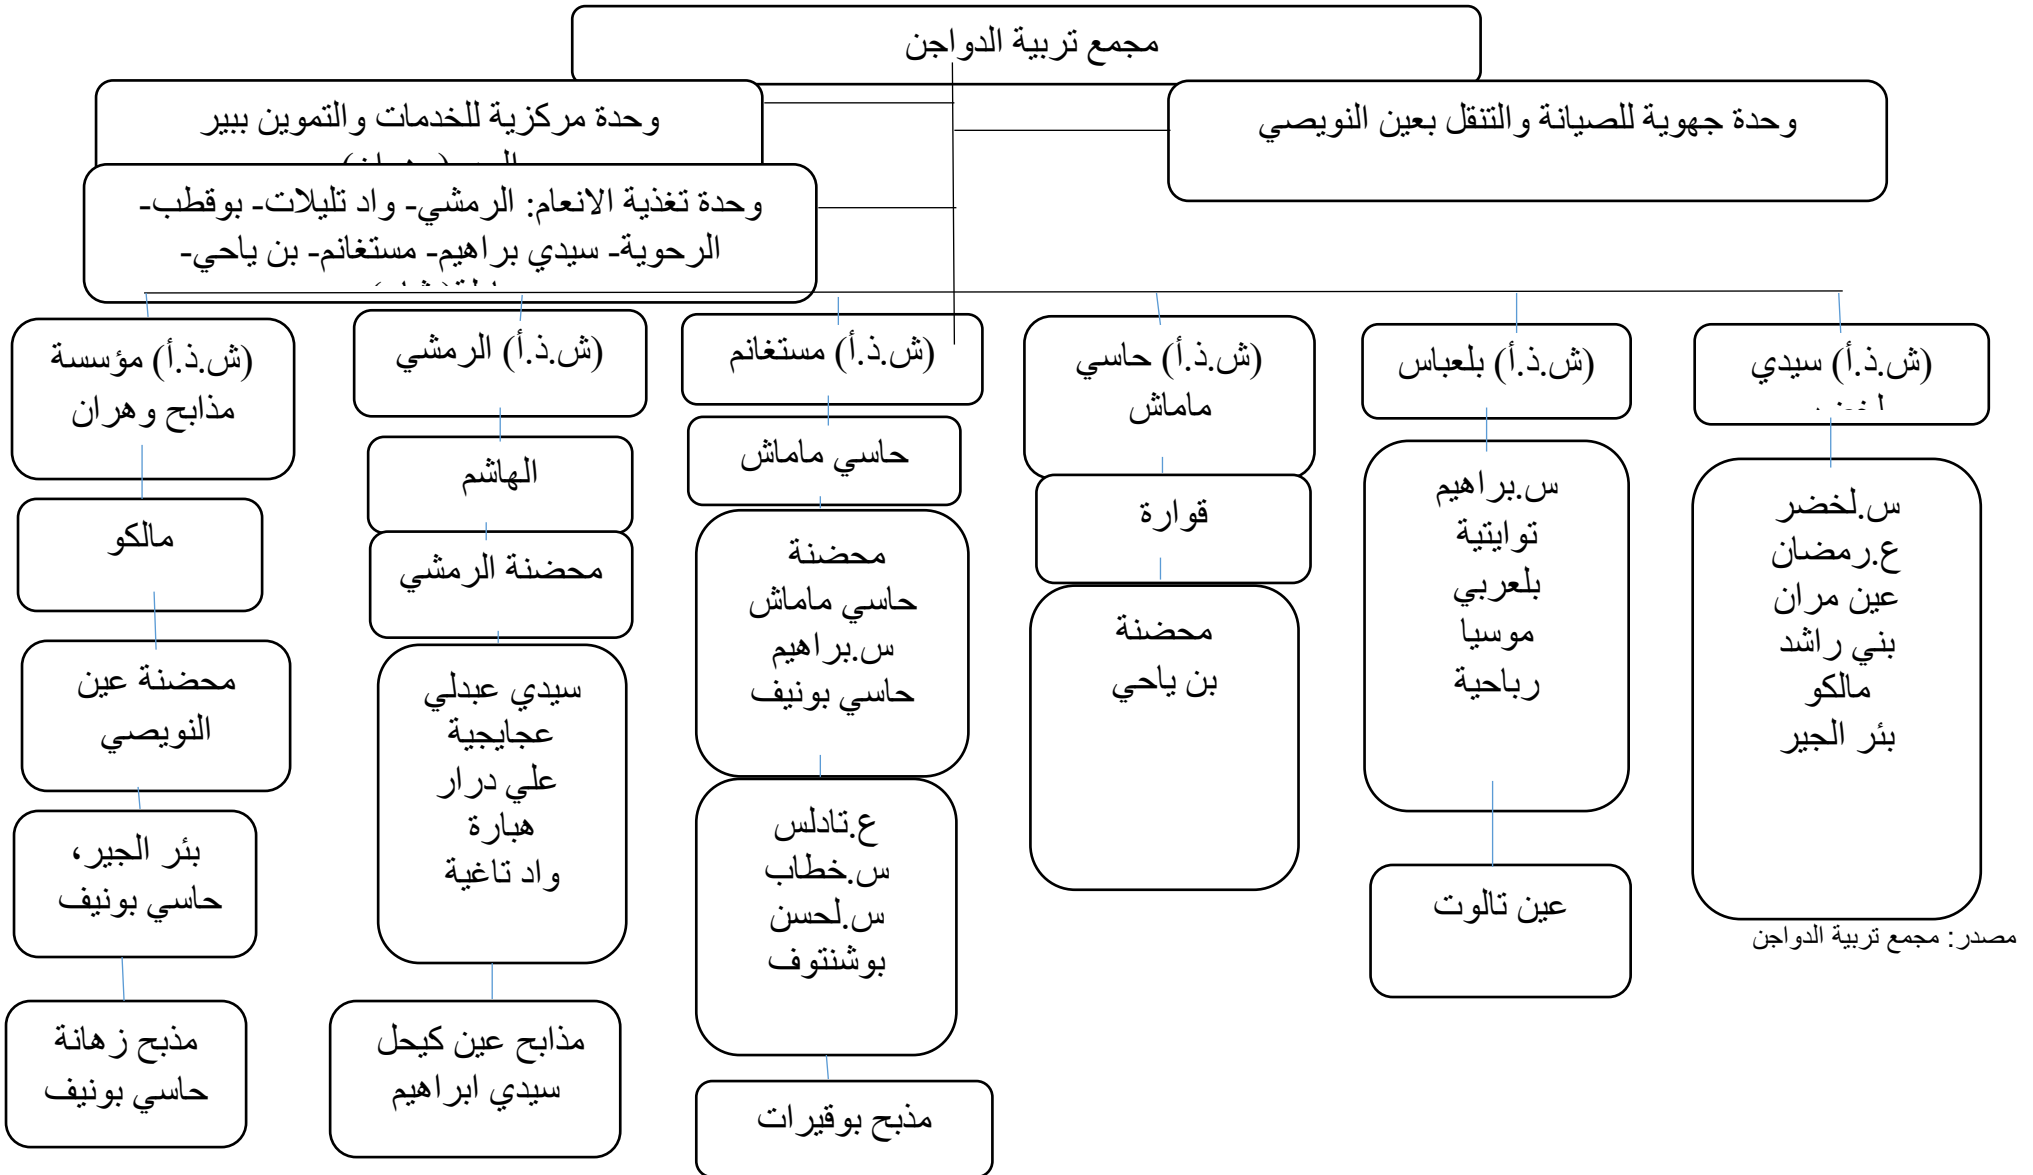 مجمع تربية الدواجن
وحدة جهوية للصيانة والتنقل بعين النويصي
وحدة مركزية للخدمات والتموين ببير
وحدة تغذية الانعام: الرمشي- واد تليلات- بوقطب-
الرحوية- سيدي براهيم- مستغانم- بن ياحي-
(ش.ذ.أ) سيدي
(ش.ذ.أ) بلعباس
(ش.ذ.أ) حاسي
ماماش
(ش.ذ.أ) مستغانم
(ش.ذ.أ) الرمشي
(ش.ذ.أ) مؤسسة
مذابح وهران
س.لخضر
ع.رمضان
عين مران
بني راشد
مالكو
بئر الجير
س.براهيم
توايتية
بلعربي
موسيا
رباحية
عين تالوت
قوارة
محضنة
بن ياحي
حاسي ماماش
محضنة
حاسي ماماش
س.براهيم
حاسي بونيف
ع.تادلس
س.خطاب
س.لحسن
بوشنتوف
مذبح بوقيرات
الهاشم
محضنة الرمشي
سيدي عبدلي
عجايجية
علي درار
هبارة
واد تاغية
مذابح عين كيحل
سيدي ابراهيم
مالكو
محضنة عين
النويصي
بئر الجير،
حاسي بونيف
مذبح زهانة
حاسي بونيف
مصدر: مجمع تربية الدواجن